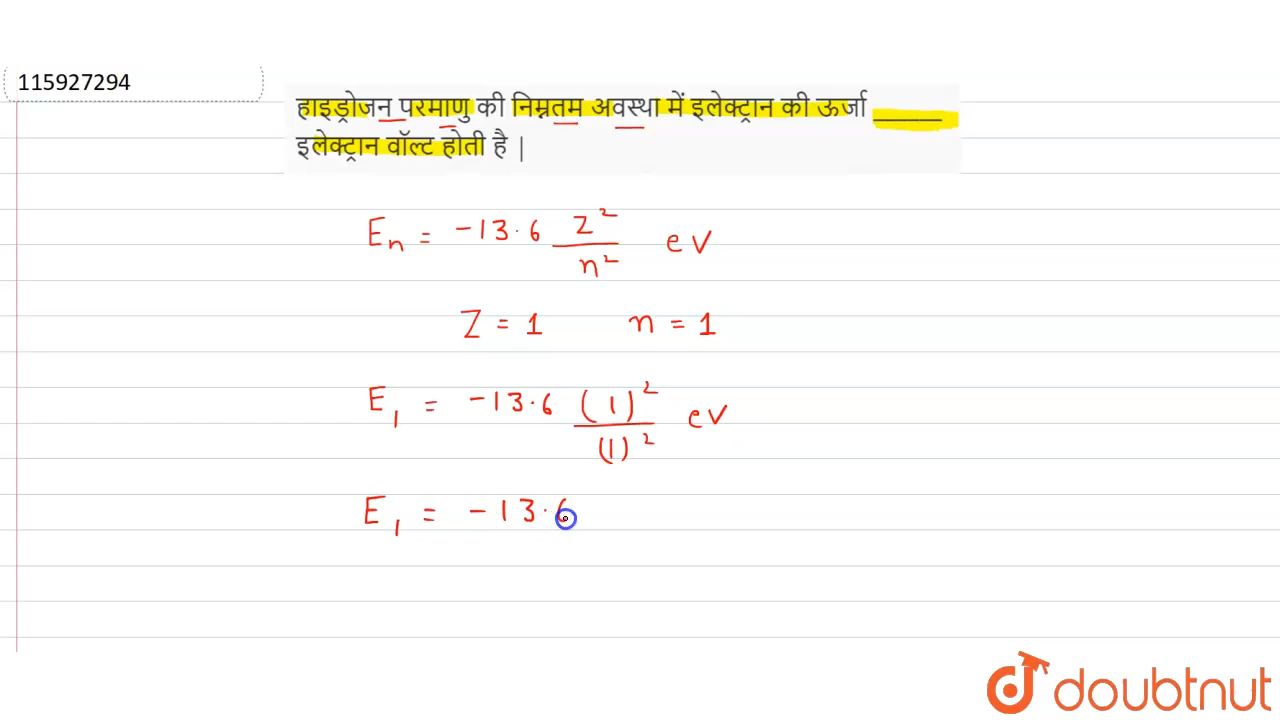 115927294
हाइड्रोजन परमाणु की निम्नतम अवस्था में इलेक्ट्रान की ऊर्जा _____
इलेक्ट्रान वॉल्ट होती है |
En = -13.6 Z²/n² eV
Z = 1 n = 1
E₁ = -13.6 (1)²/(1)² eV
E₁ = -13.6
doubtnut